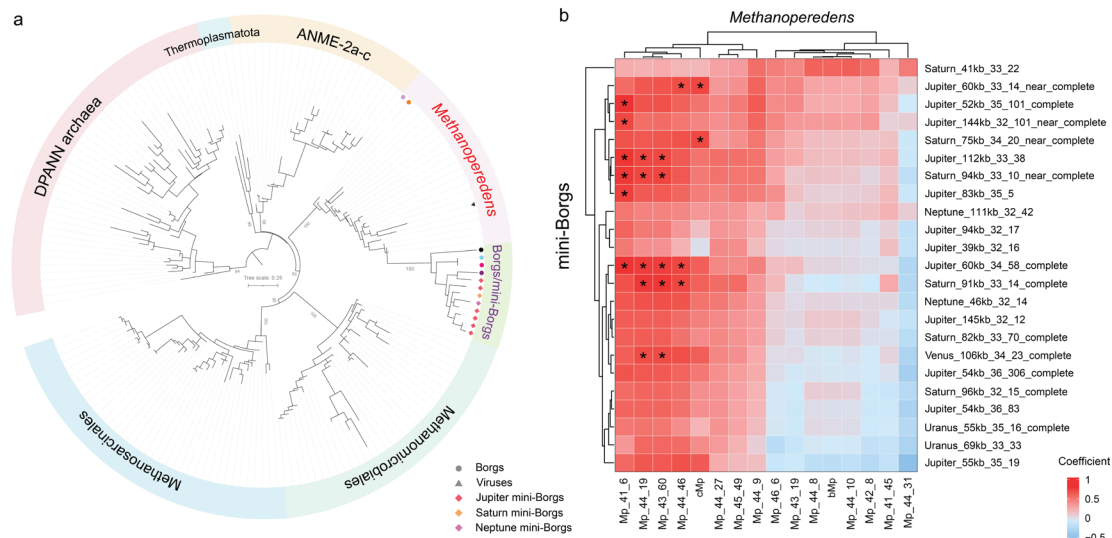 a
Thermoplasmatota
ANME-2a-c
DPANN archaea
Methanoperedens
Borgs/mini-Borgs
Methanomicrobiales
Methanosarcinales
Tree scale: 0.25
100
100
Borgs
Viruses
Jupiter mini-Borgs
Saturn mini-Borgs
Neptune mini-Borgs
b
Methanoperedens
mini-Borgs
Saturn_41kb_33_22
Jupiter_60kb_33_14_near_complete
* *
Jupiter_52kb_35_101_complete
*
Jupiter_144kb_32_101_near_complete
*
Saturn_75kb_34_20_near_complete
*
Jupiter_112kb_33_38
* * *
Saturn_94kb_33_10_near_complete
* * *
Jupiter_83kb_35_5
*
Neptune_111kb_32_42
Jupiter_94kb_32_17
Jupiter_39kb_32_16
Jupiter_60kb_34_58_complete
* * * *
Saturn_91kb_33_14_complete
* * *
Neptune_46kb_32_14
Jupiter_145kb_32_12
Saturn_82kb_33_70_complete
Venus_106kb_34_23_complete
* *
Jupiter_54kb_36_306_complete
Saturn_96kb_32_15_complete
Jupiter_54kb_36_83
Uranus_55kb_35_16_complete
Uranus_69kb_33_33
Jupiter_55kb_35_19
Mp_41_6
Mp_44_19
Mp_43_60
Mp_44_46
cMp
Mp_44_27
Mp_45_49
Mp_44_9
Mp_46_6
Mp_43_19
Mp_44_8
bMp
Mp_44_10
Mp_42_8
Mp_41_45
Mp_44_31
Coefficient
1
0.5
0
−0.5